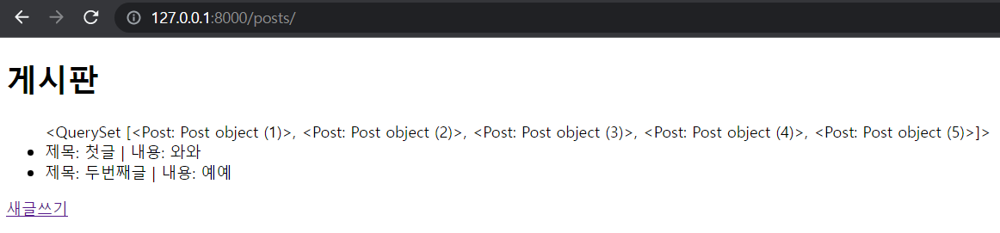 127.0.0.1:8000/posts/
게시판
<QuerySet [<Post: Post object (1)>, <Post: Post object (2)>, <Post: Post object (3)>, <Post: Post object (4)>, <Post: Post object (5)>]>
제목: 첫글 | 내용: 와와
제목: 두번째글 | 내용: 예예
새글쓰기